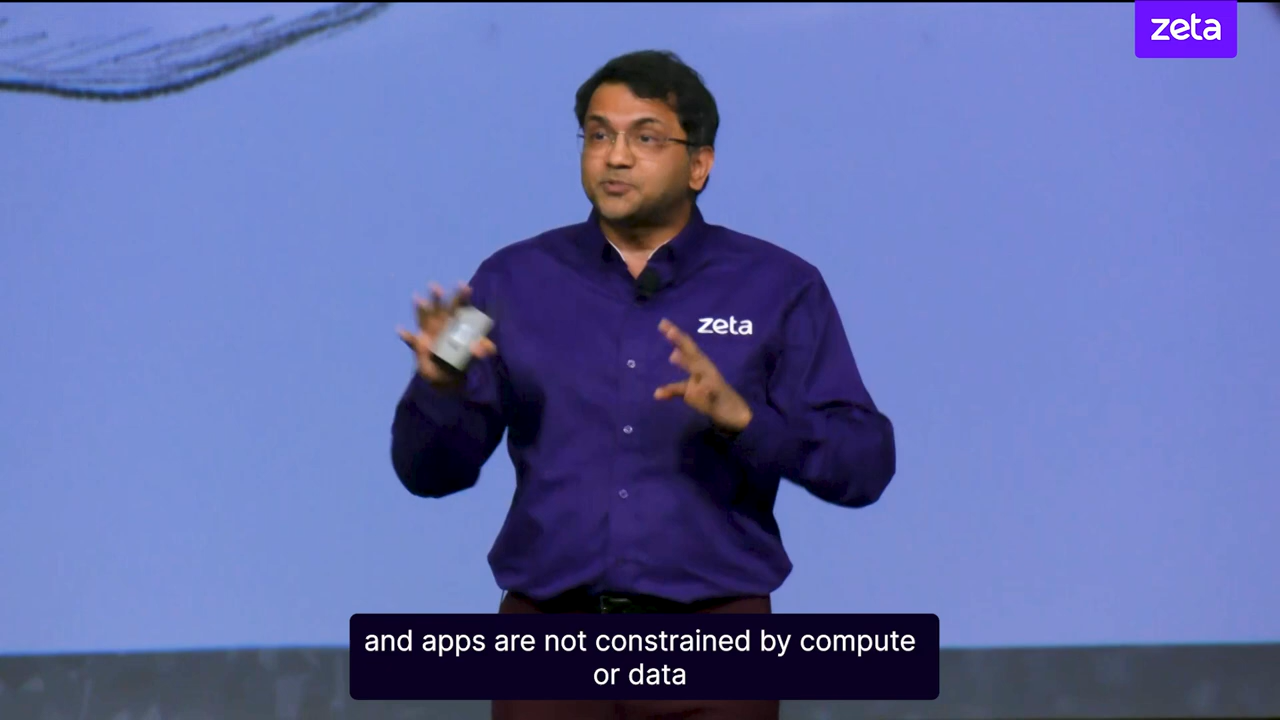 zeta
zeta
and apps are not constrained by compute
or data